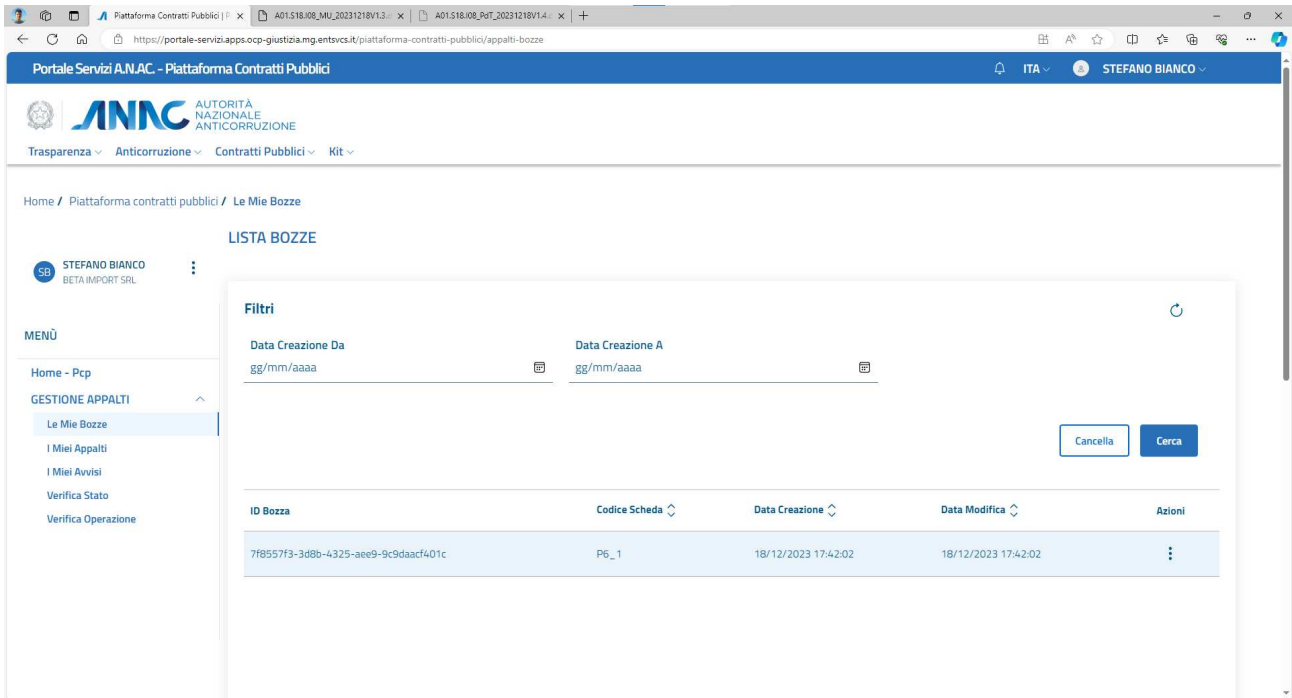 Piattaforma Contratti Pubblici | P
A01.S18.I08_MU_20231218V1.3.
A01.S18.I08_PdT_20231218V1.4.
https://portale-servizi.apps.ocp-giustizia.mg.entsvcs.it/piattaforma-contratti-pubblici/appalti-bozze
Portale Servizi A.N.AC. - Piattaforma Contratti Pubblici
ITA
STEFANO BIANCO
ANAC
AUTORITÀ
NAZIONALE
ANTICORRUZIONE
Trasparenza Anticorruzione Contratti Pubblici Kit
Home / Piattaforma contratti pubblici / Le Mie Bozze
LISTA BOZZE
SB
STEFANO BIANCO
BETA IMPORT SRL
MENÙ
Home - Pcp
GESTIONE APPALTI
Le Mie Bozze
I Miei Appalti
I Miei Avvisi
Verifica Stato
Verifica Operazione
Filtri
Data Creazione Da Data Creazione A
gg/mm/aaaa gg/mm/aaaa
Cancella Cerca
ID Bozza Codice Scheda Data Creazione Data Modifica Azioni
7f8557f3-3d8b-4325-aee9-9c9daacf401c P6_1 18/12/2023 17:42:02 18/12/2023 17:42:02